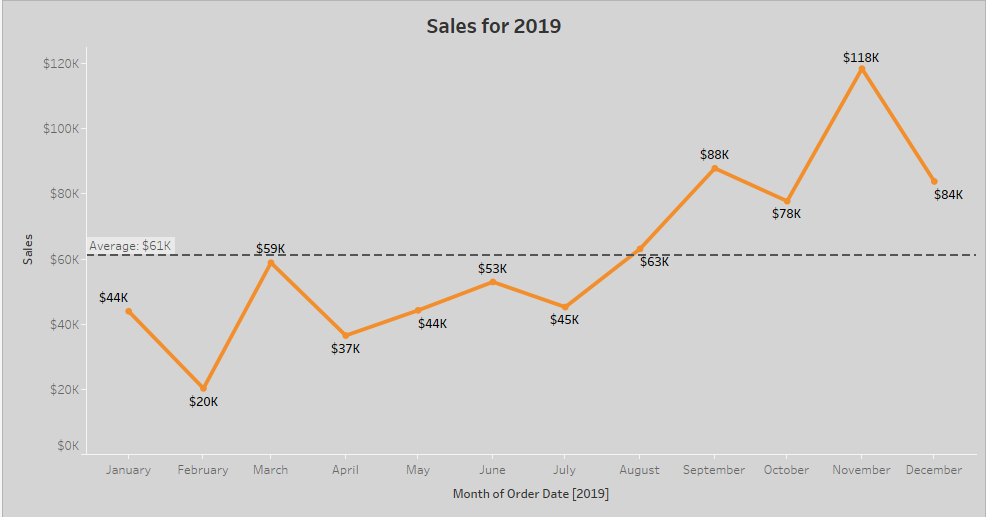 Sales for 2019
$120K
$100K
$80K
$60K
$40K
$20K
$0K
Sales
Average: $61K
$44K
$20K
$59K
$37K
$44K
$53K
$45K
$63K
$88K
$78K
$118K
$84K
January February March April May June July August September October November December
Month of Order Date [2019]